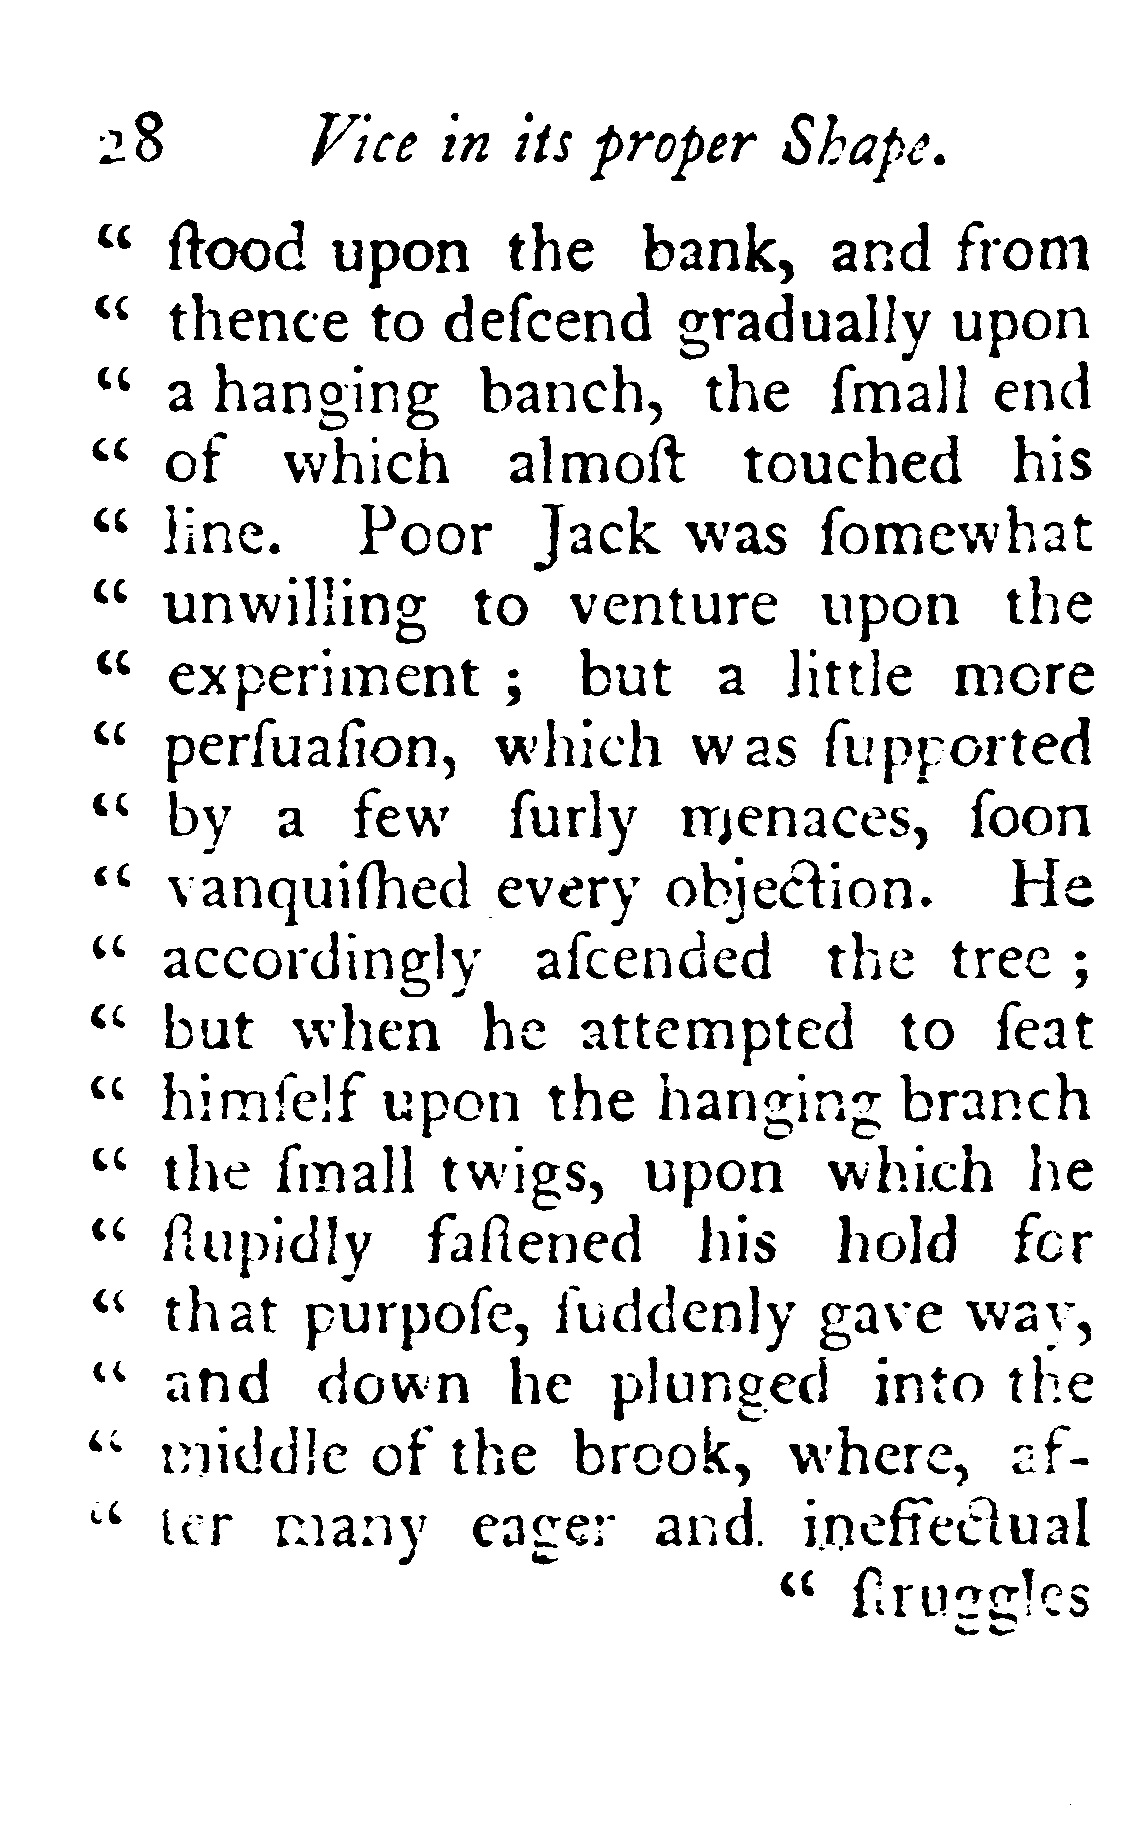 28 Vice in its proper Shape.
“ ſtood upon the bank, and from
“ thence to deſcend gradually upon
“ a hanging banch, the ſmall end
“ of which almoſt touched his
“ line. Poor Jack was ſomewhat
“ unwilling to venture upon the
“ experiment ; but a little more
“ perſuaſion, which was ſupported
“ by a few ſurly menaces, ſoon
“ vanquiſhed every objection. He
“ accordingly aſcended the tree ;
“ but when he attempted to ſeat
“ himſelf upon the hanging branch
“ the ſmall twigs, upon which he
“ ſtupidly faſtened his hold for
“ that purpoſe, ſuddenly gave way,
“ and down he plunged into the
“ middle of the brook, where, af-
“ ter many eager and ineffectual
“ ſtruggles